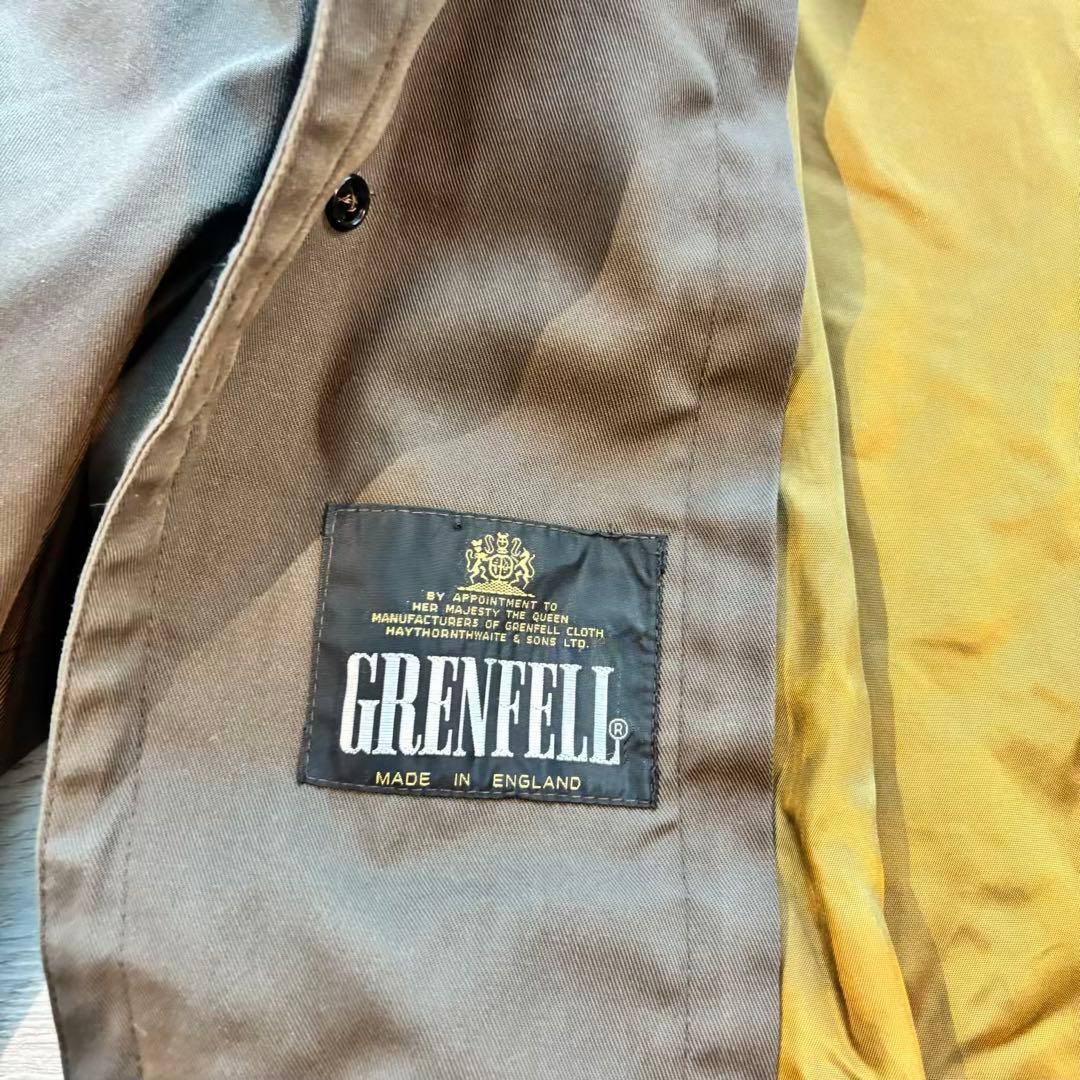 BY APPOINTMENT TO
HER MAJESTY THE QUEEN
MANUFACTURERS OF GRENFELL CLOTH
HAYTHORNTHWAITE & SONS LTD.
GRENFELL®
MADE IN ENGLAND